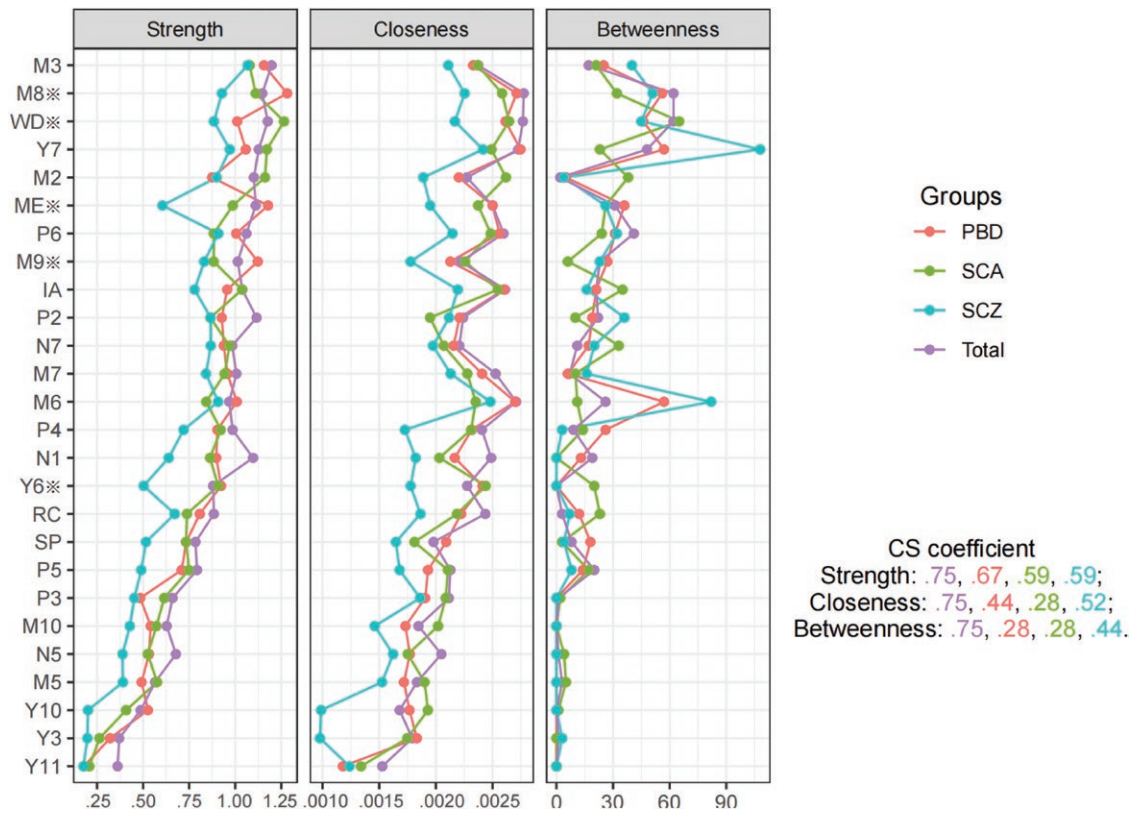 Strength
Closeness
Betweenness
M3
M8※
WD※
Y7
M2
ME※
P6
M9※
IA
P2
N7
M7
M6
P4
N1
Y6※
RC
SP
P5
P3
M10
N5
M5
Y10
Y3
Y11
.25 .50 .75 1.00 1.25
.0010 .0015 .0020 .0025
0 30 60 90
Groups
PBD
SCA
SCZ
Total
CS coefficient
Strength: .75, .67, .59, .59;
Closeness: .75, .44, .28, .52;
Betweenness: .75, .28, .28, .44.